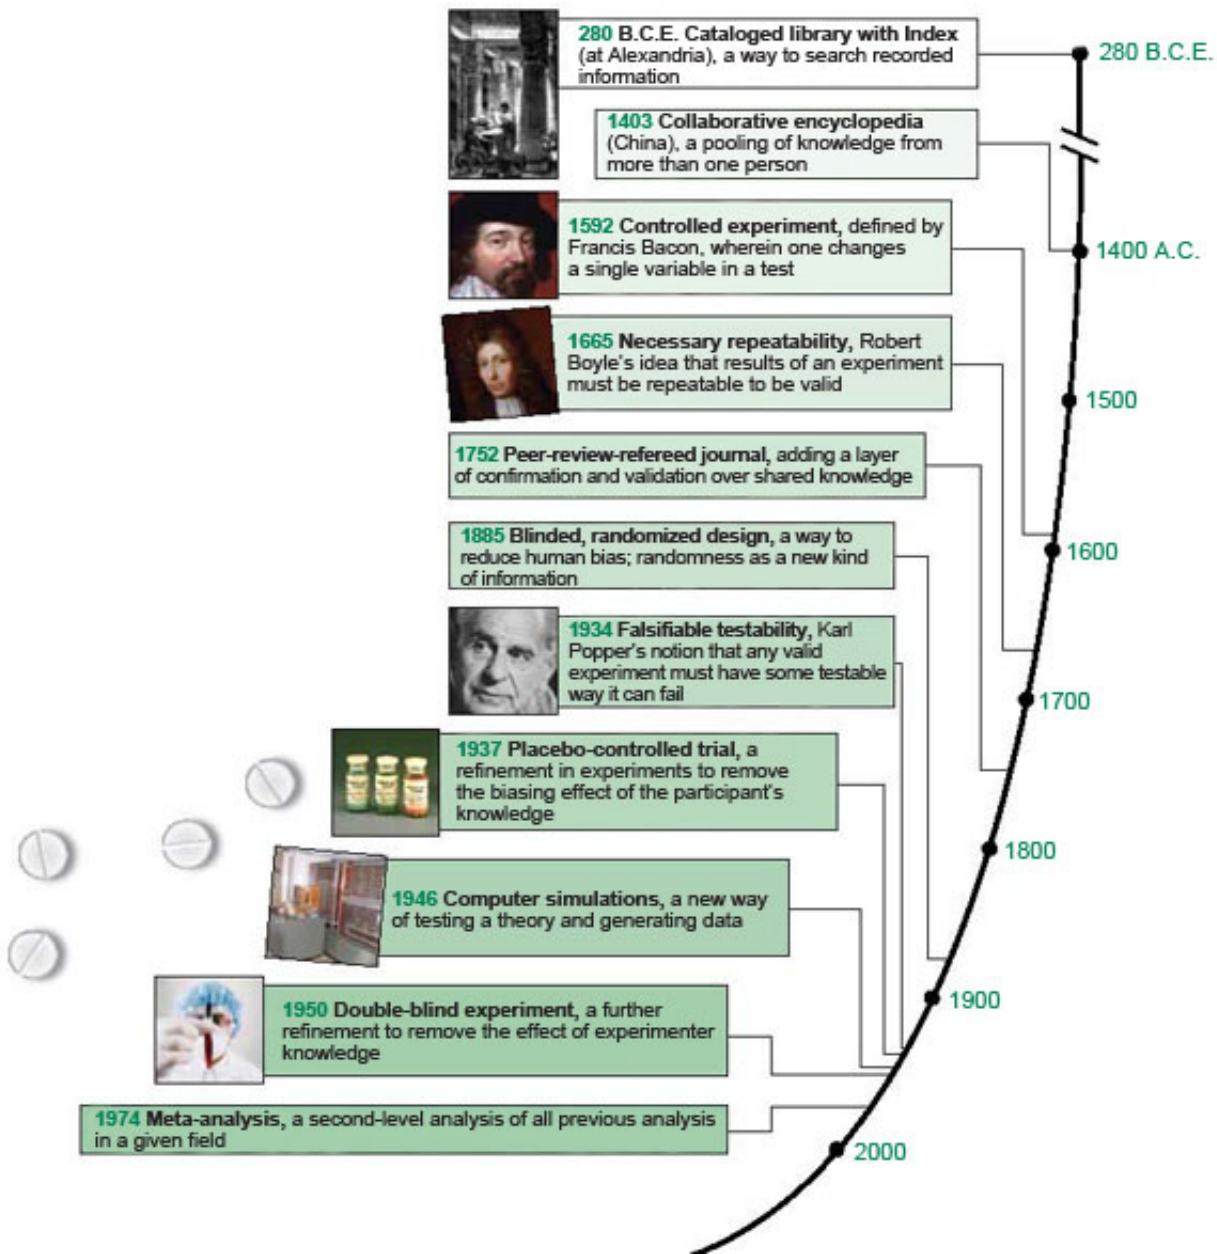 280 B.C.E. Cataloged library with Index
(at Alexandria), a way to search recorded
information
280 B.C.E.
1403 Collaborative encyclopedia
(China), a pooling of knowledge from
more than one person
1400 A.C.
1592 Controlled experiment, defined by
Francis Bacon, wherein one changes
a single variable in a test
1665 Necessary repeatability, Robert
Boyle's idea that results of an experiment
must be repeatable to be valid
1500
1752 Peer-review-refereed journal, adding a layer
of confirmation and validation over shared knowledge
1600
1885 Blinded, randomized design, a way to
reduce human bias; randomness as a new kind
of information
1934 Falsifiable testability, Karl
Popper's notion that any valid
experiment must have some testable
way it can fail
1700
1937 Placebo-controlled trial, a
refinement in experiments to remove
the biasing effect of the participant's
knowledge
1800
1946 Computer simulations, a new way
of testing a theory and generating data
1900
1950 Double-blind experiment, a further
refinement to remove the effect of experimenter
knowledge
1974 Meta-analysis, a second-level analysis of all previous analysis
in a given field
2000